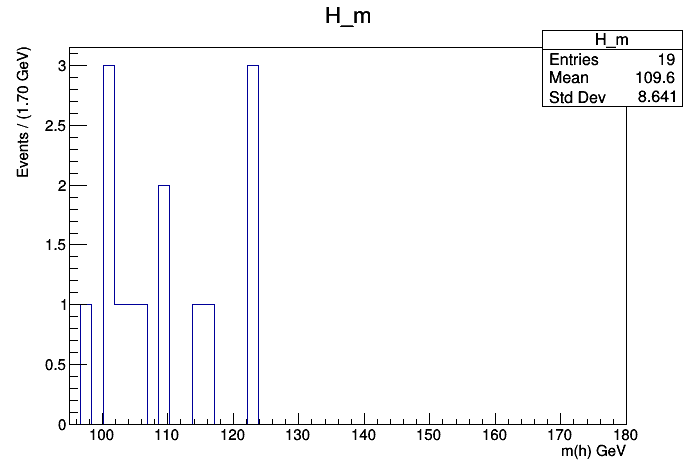 H_m
H_m
Entries 19
Mean 109.6
Std Dev 8.641
Events / (1.70 GeV)
3
2.5
2
1.5
1
0.5
0
100 110 120 130 140 150 160 170 180
m(h) GeV